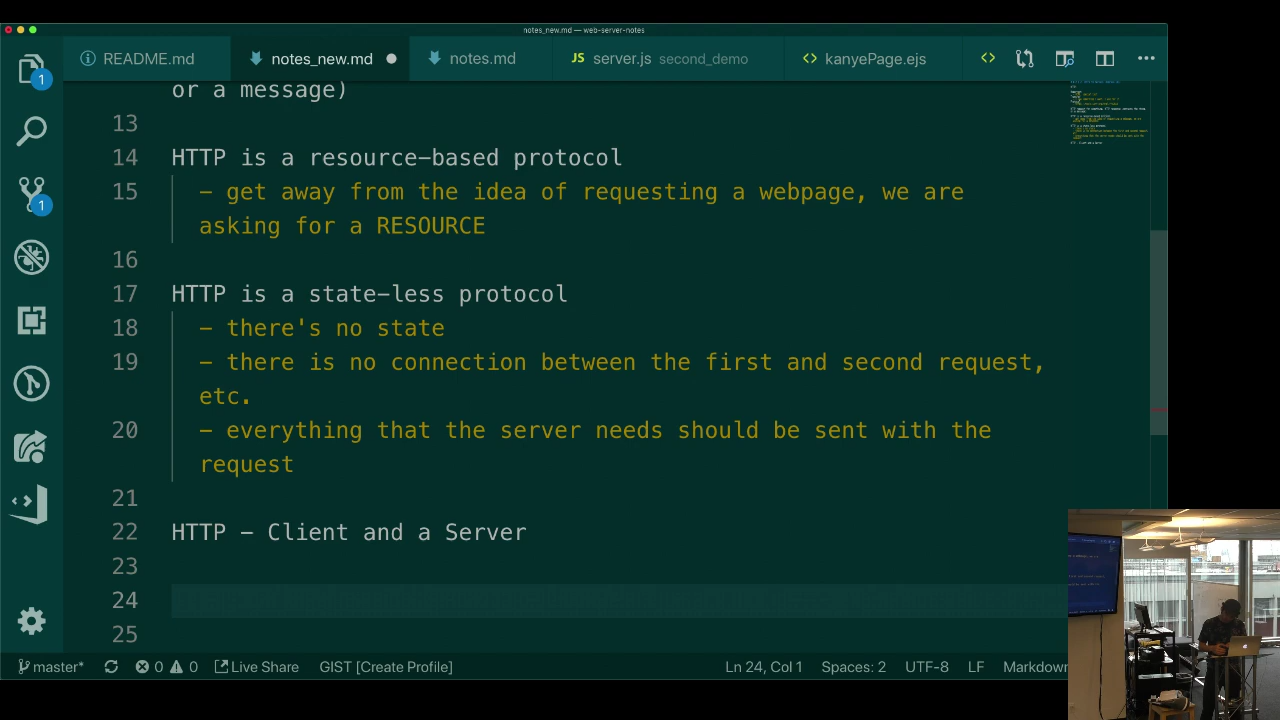 notes_new.md — web-server-notes
README.md
notes_new.md
notes.md
JS server.js second_demo
<> kanyePage.ejs
1
1
or a message)
13
14 HTTP is a resource-based protocol
15 - get away from the idea of requesting a webpage, we are
asking for a RESOURCE
16
17 HTTP is a state-less protocol
18 - there's no state
19 - there is no connection between the first and second request,
etc.
20 - everything that the server needs should be sent with the
request
21
22 HTTP - Client and a Server
23
24
25
master* 0 0 Live Share GIST [Create Profile] Ln 24, Col 1 Spaces: 2 UTF-8 LF Markdown